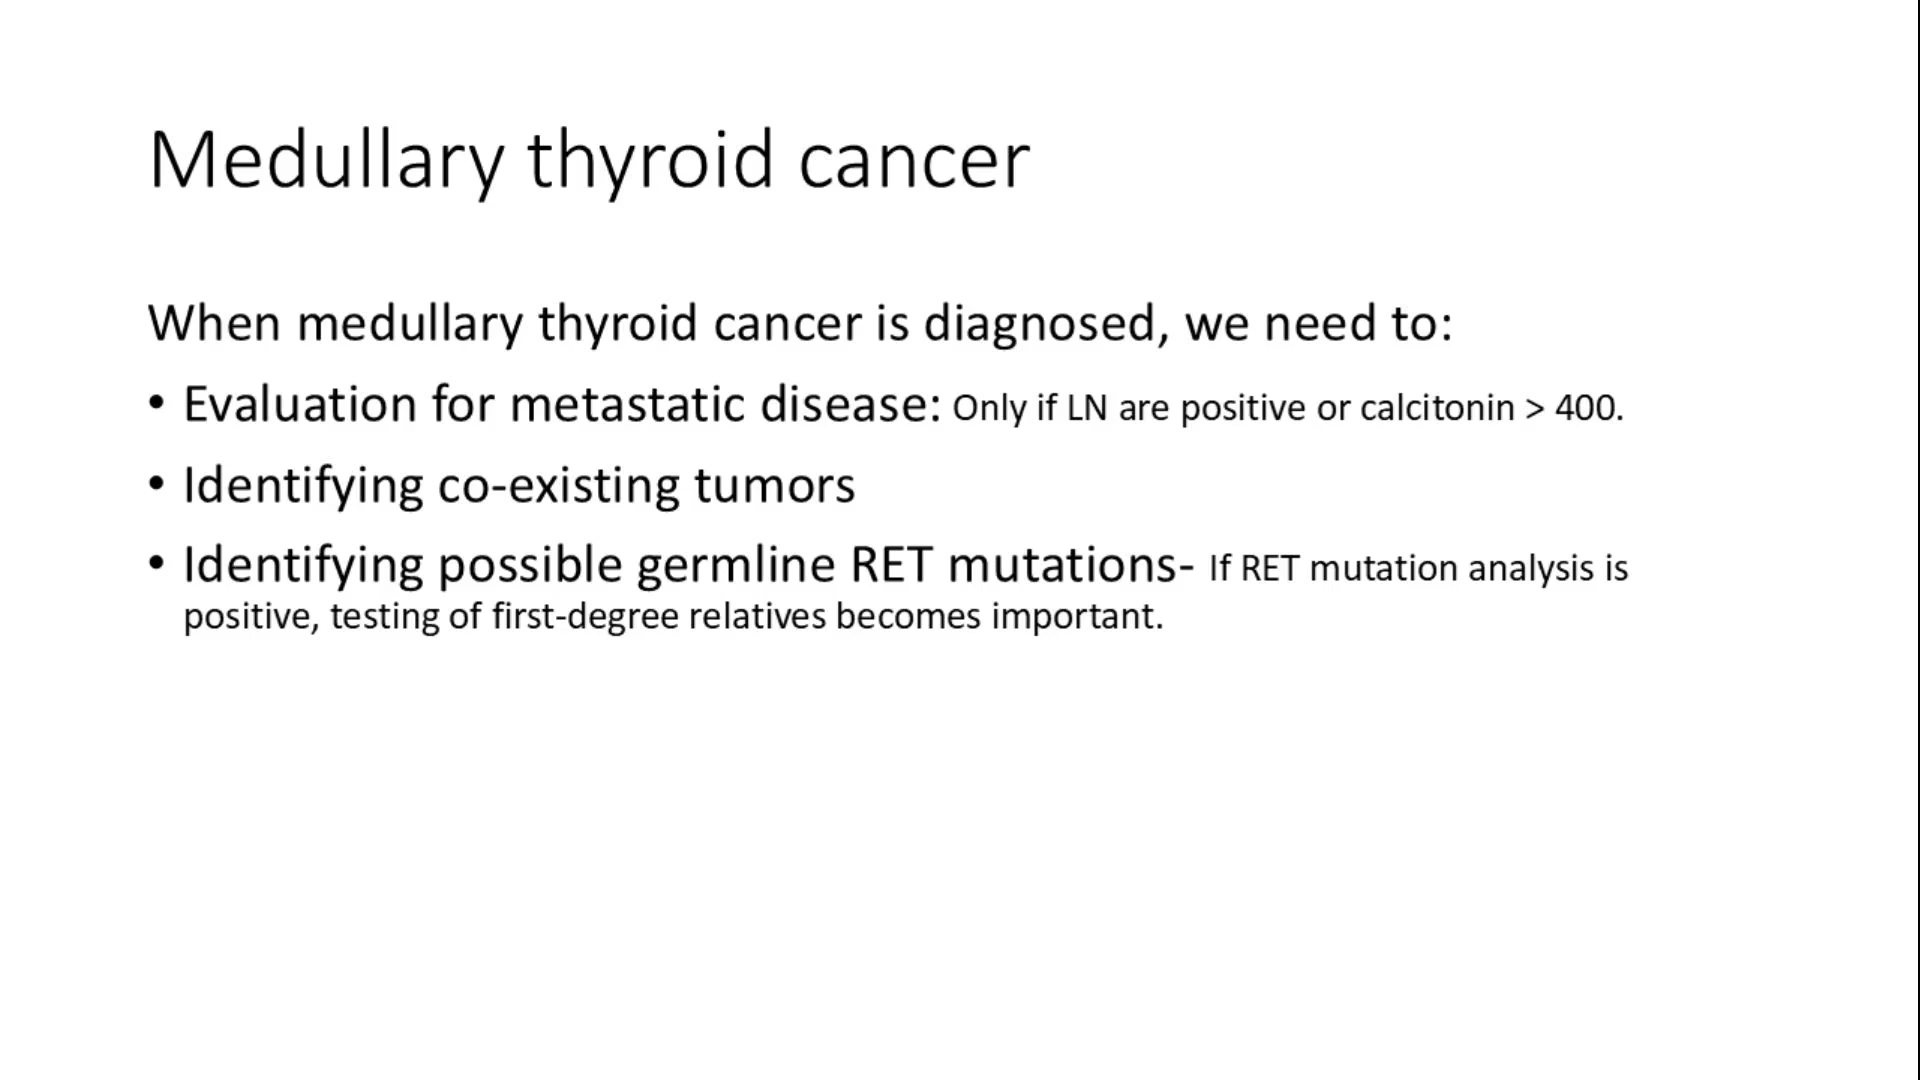 Medullary thyroid cancer
When medullary thyroid cancer is diagnosed, we need to:
• Evaluation for metastatic disease: Only if LN are positive or calcitonin > 400.
• Identifying co-existing tumors
• Identifying possible germline RET mutations- If RET mutation analysis is
positive, testing of first-degree relatives becomes important.